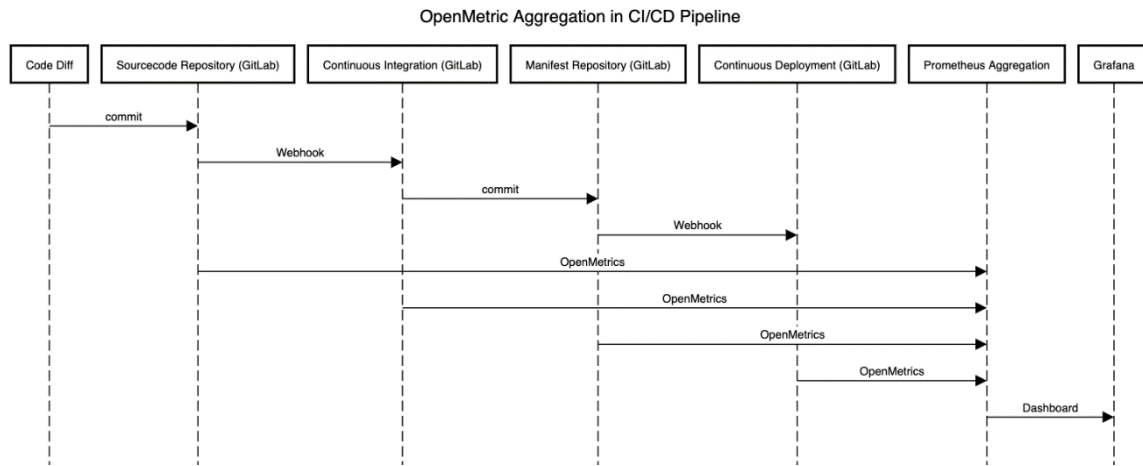 OpenMetric Aggregation in CI/CD Pipeline
Code Diff
Sourcecode Repository (GitLab)
Continuous Integration (GitLab)
Manifest Repository (GitLab)
Continuous Deployment (GitLab)
Prometheus Aggregation
Grafana
commit
Webhook
commit
Webhook
OpenMetrics
OpenMetrics
OpenMetrics
OpenMetrics
Dashboard